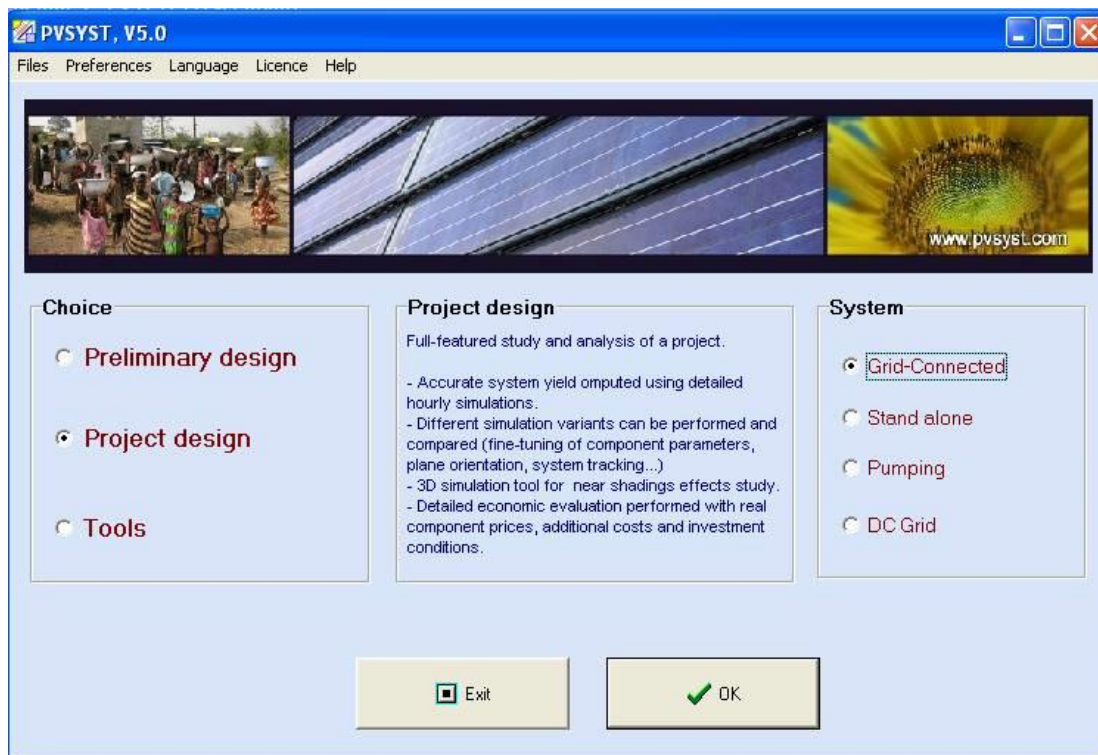 PVSYST, V5.0
Files Preferences Language Licence Help
www.pvsyst.com
Choice
Preliminary design
Project design
Tools
Project design
Full-featured study and analysis of a project.
- Accurate system yield omputed using detailed
hourly simulations.
- Different simulation variants can be performed and
compared (fine-tuning of component parameters,
plane orientation, system tracking...)
- 3D simulation tool for near shadings effects study.
- Detailed economic evaluation performed with real
component prices, additional costs and investment
conditions.
System
Grid-Connected
Stand alone
Pumping
DC Grid
Exit
OK